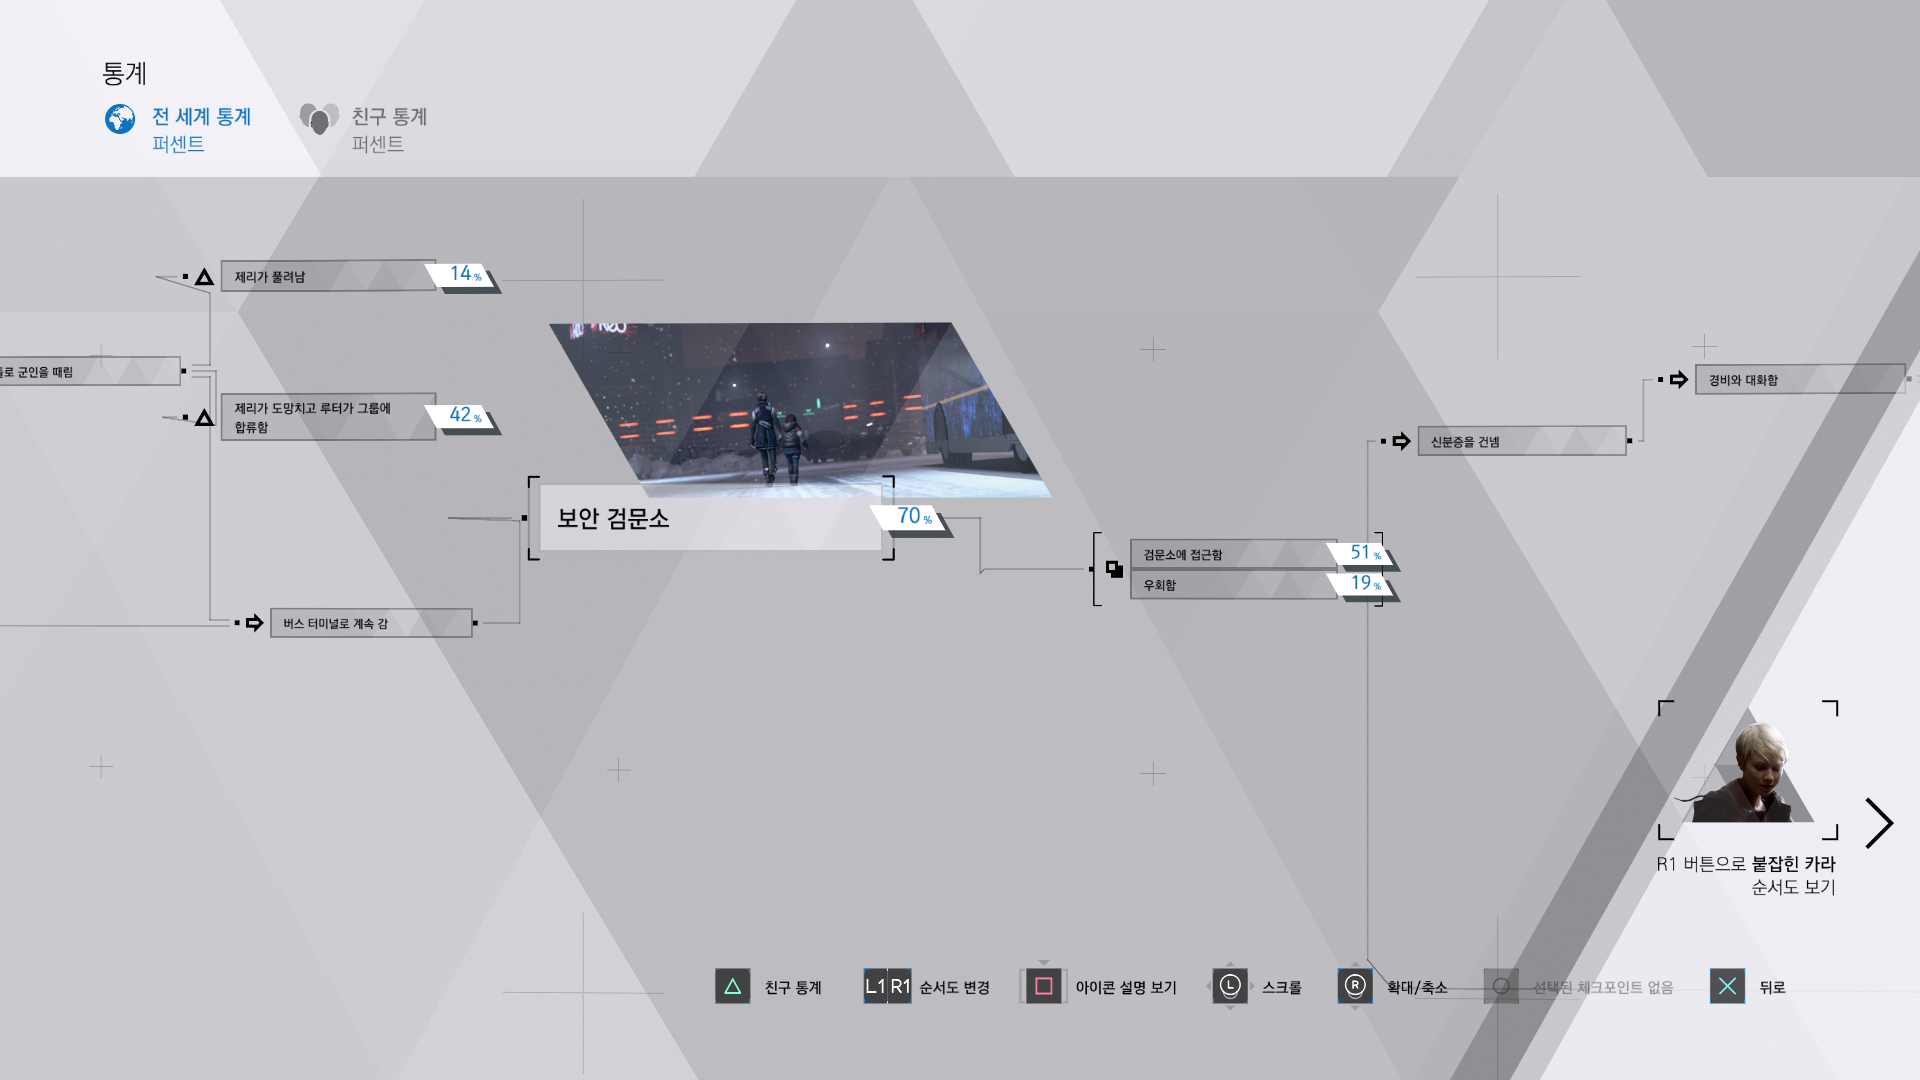 통계
전 세계 통계
퍼센트
친구 통계
퍼센트
제리가 풀려남
14%
로 군인을 때림
제리가 도망치고 루터가 그룹에
합류함
42%
버스 터미널로 계속 감
보안 검문소
70%
검문소에 접근함
51%
우회함
19%
신분증을 건넴
경비와 대화함
R1 버튼으로 붙잡힌 카라
순서도 보기
친구 통계
L1 R1 순서도 변경
아이콘 설명 보기
L 스크롤
R 확대/축소
선택된 체크포인트 없음
뒤로